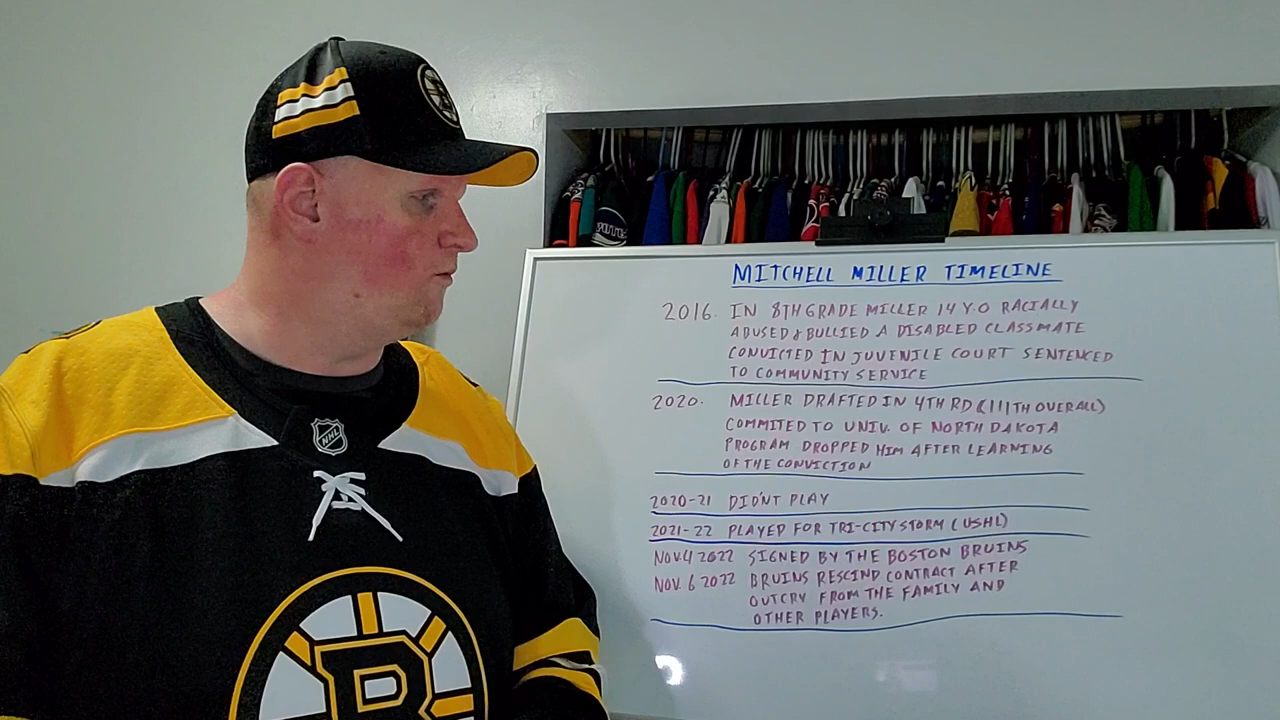 B
NHL
B
MITCHELL MILLER TIMELINE
2016. IN 8TH GRADE MILLER 14 Y.O RACIALLY
ABUSED & BULLIED A DISABLED CLASSMATE
CONVICTED IN JUVENILE COURT SENTENCED
TO COMMUNITY SERVICE
2020. MILLER DRAFTED IN 4TH RD (111TH OVERALL)
COMMITED TO UNIV. OF NORTH DAKOTA
PROGRAM DROPPED HIM AFTER LEARNING
OF THE CONVICTION
2020-21 DIDN'T PLAY
2021-22 PLAYED FOR TRI-CITY STORM (USHL)
NOV.4 2022 SIGNED BY THE BOSTON BRUINS
NOV. 6 2022 BRUINS RESCIND CONTRACT AFTER
OUTCRY FROM THE FAMILY AND
OTHER PLAYERS.